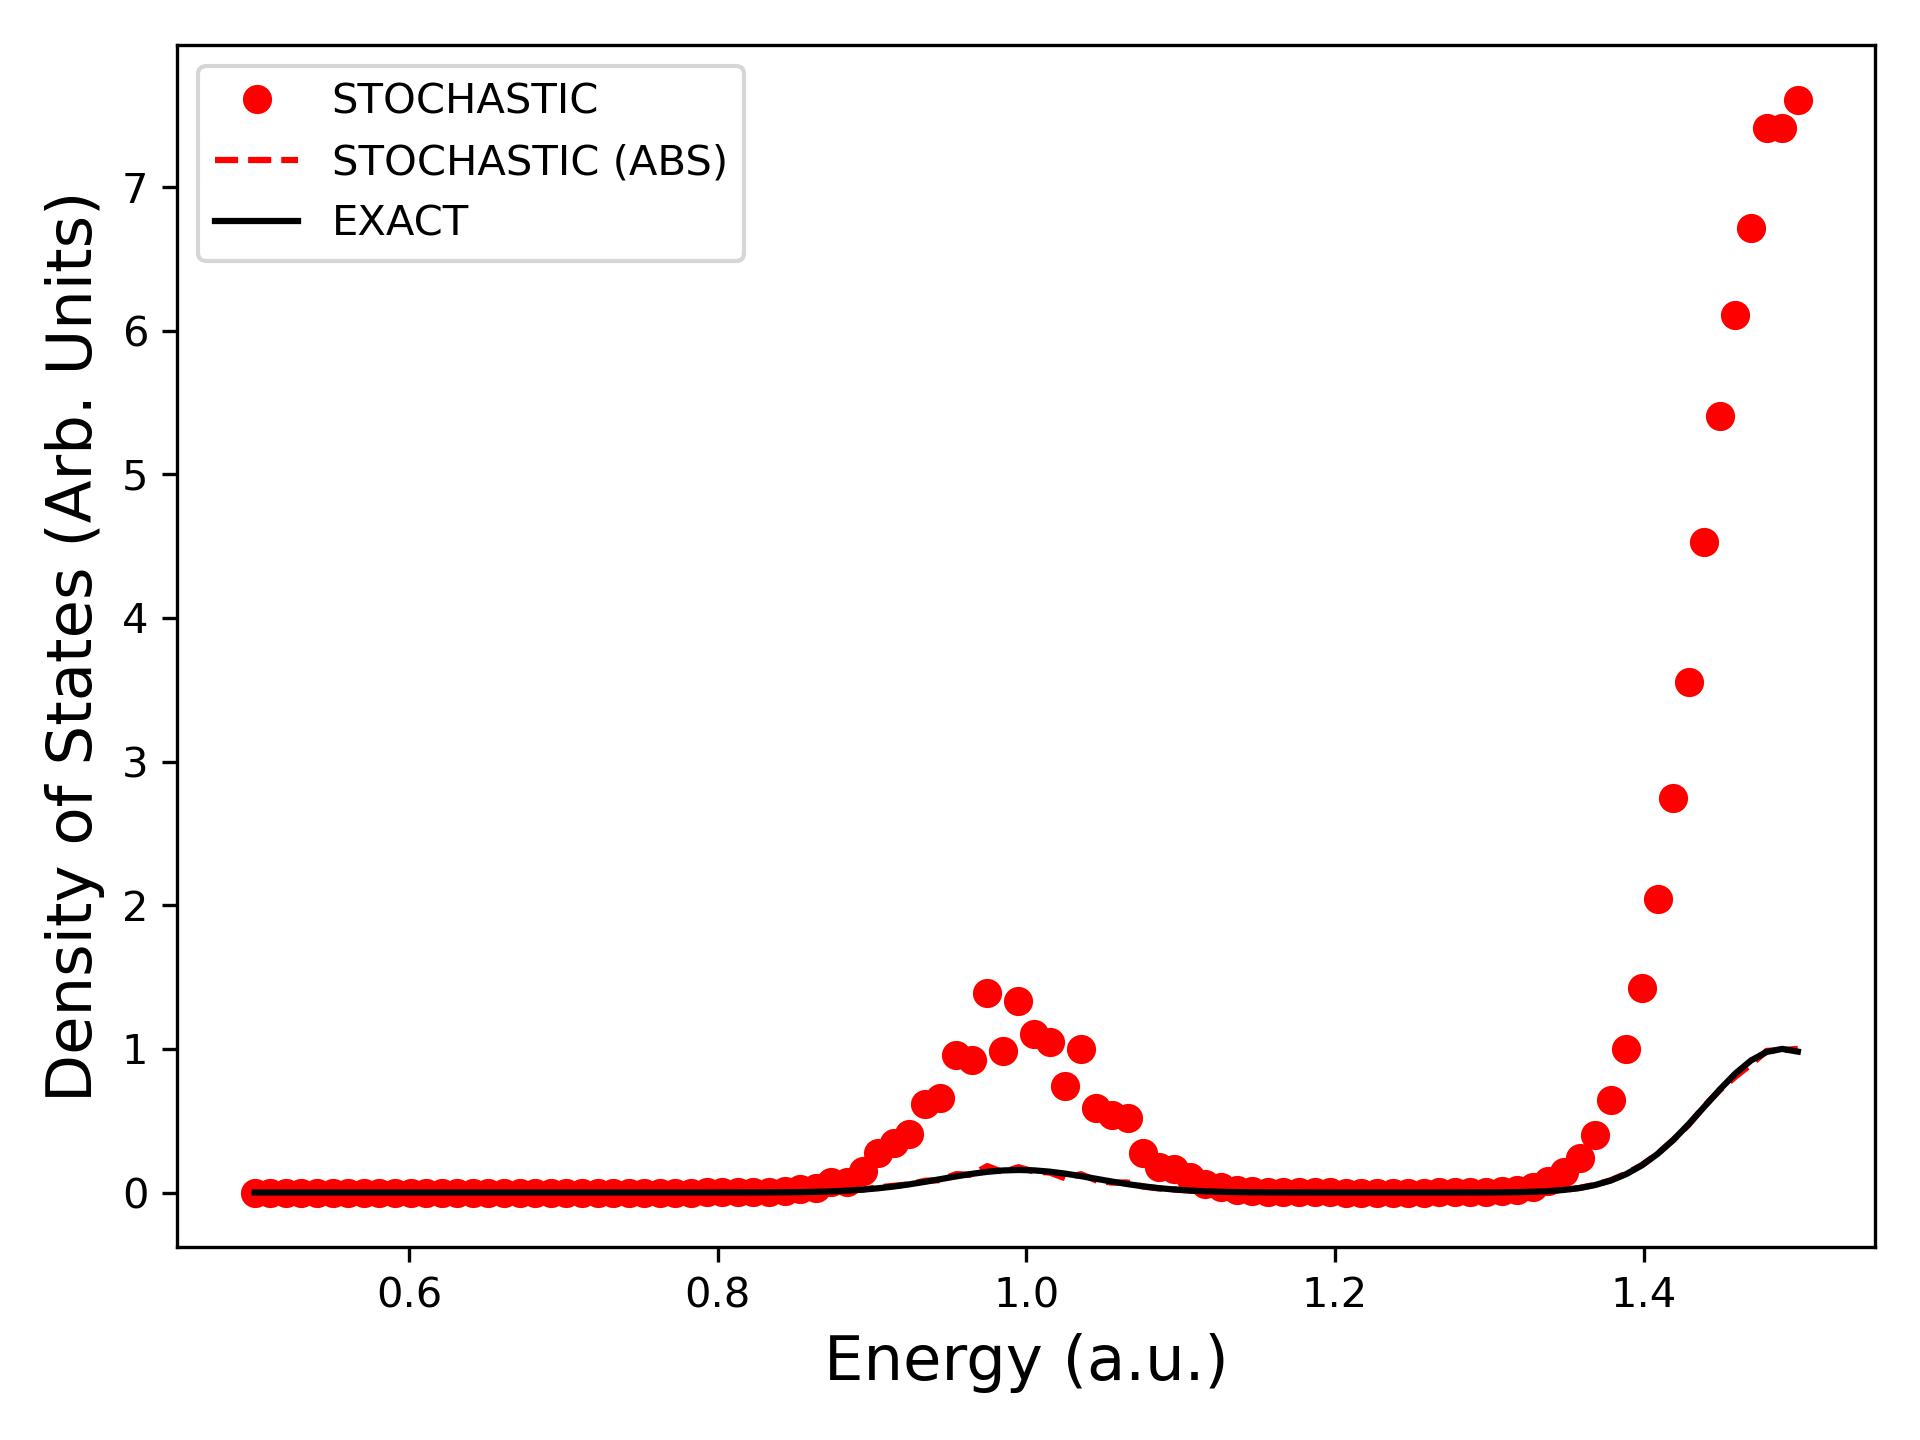 STOCHASTIC
STOCHASTIC (ABS)
EXACT
Density of States (Arb. Units)
7
6
5
4
3
2
1
0
0.6 0.8 1.0 1.2 1.4
Energy (a.u.)